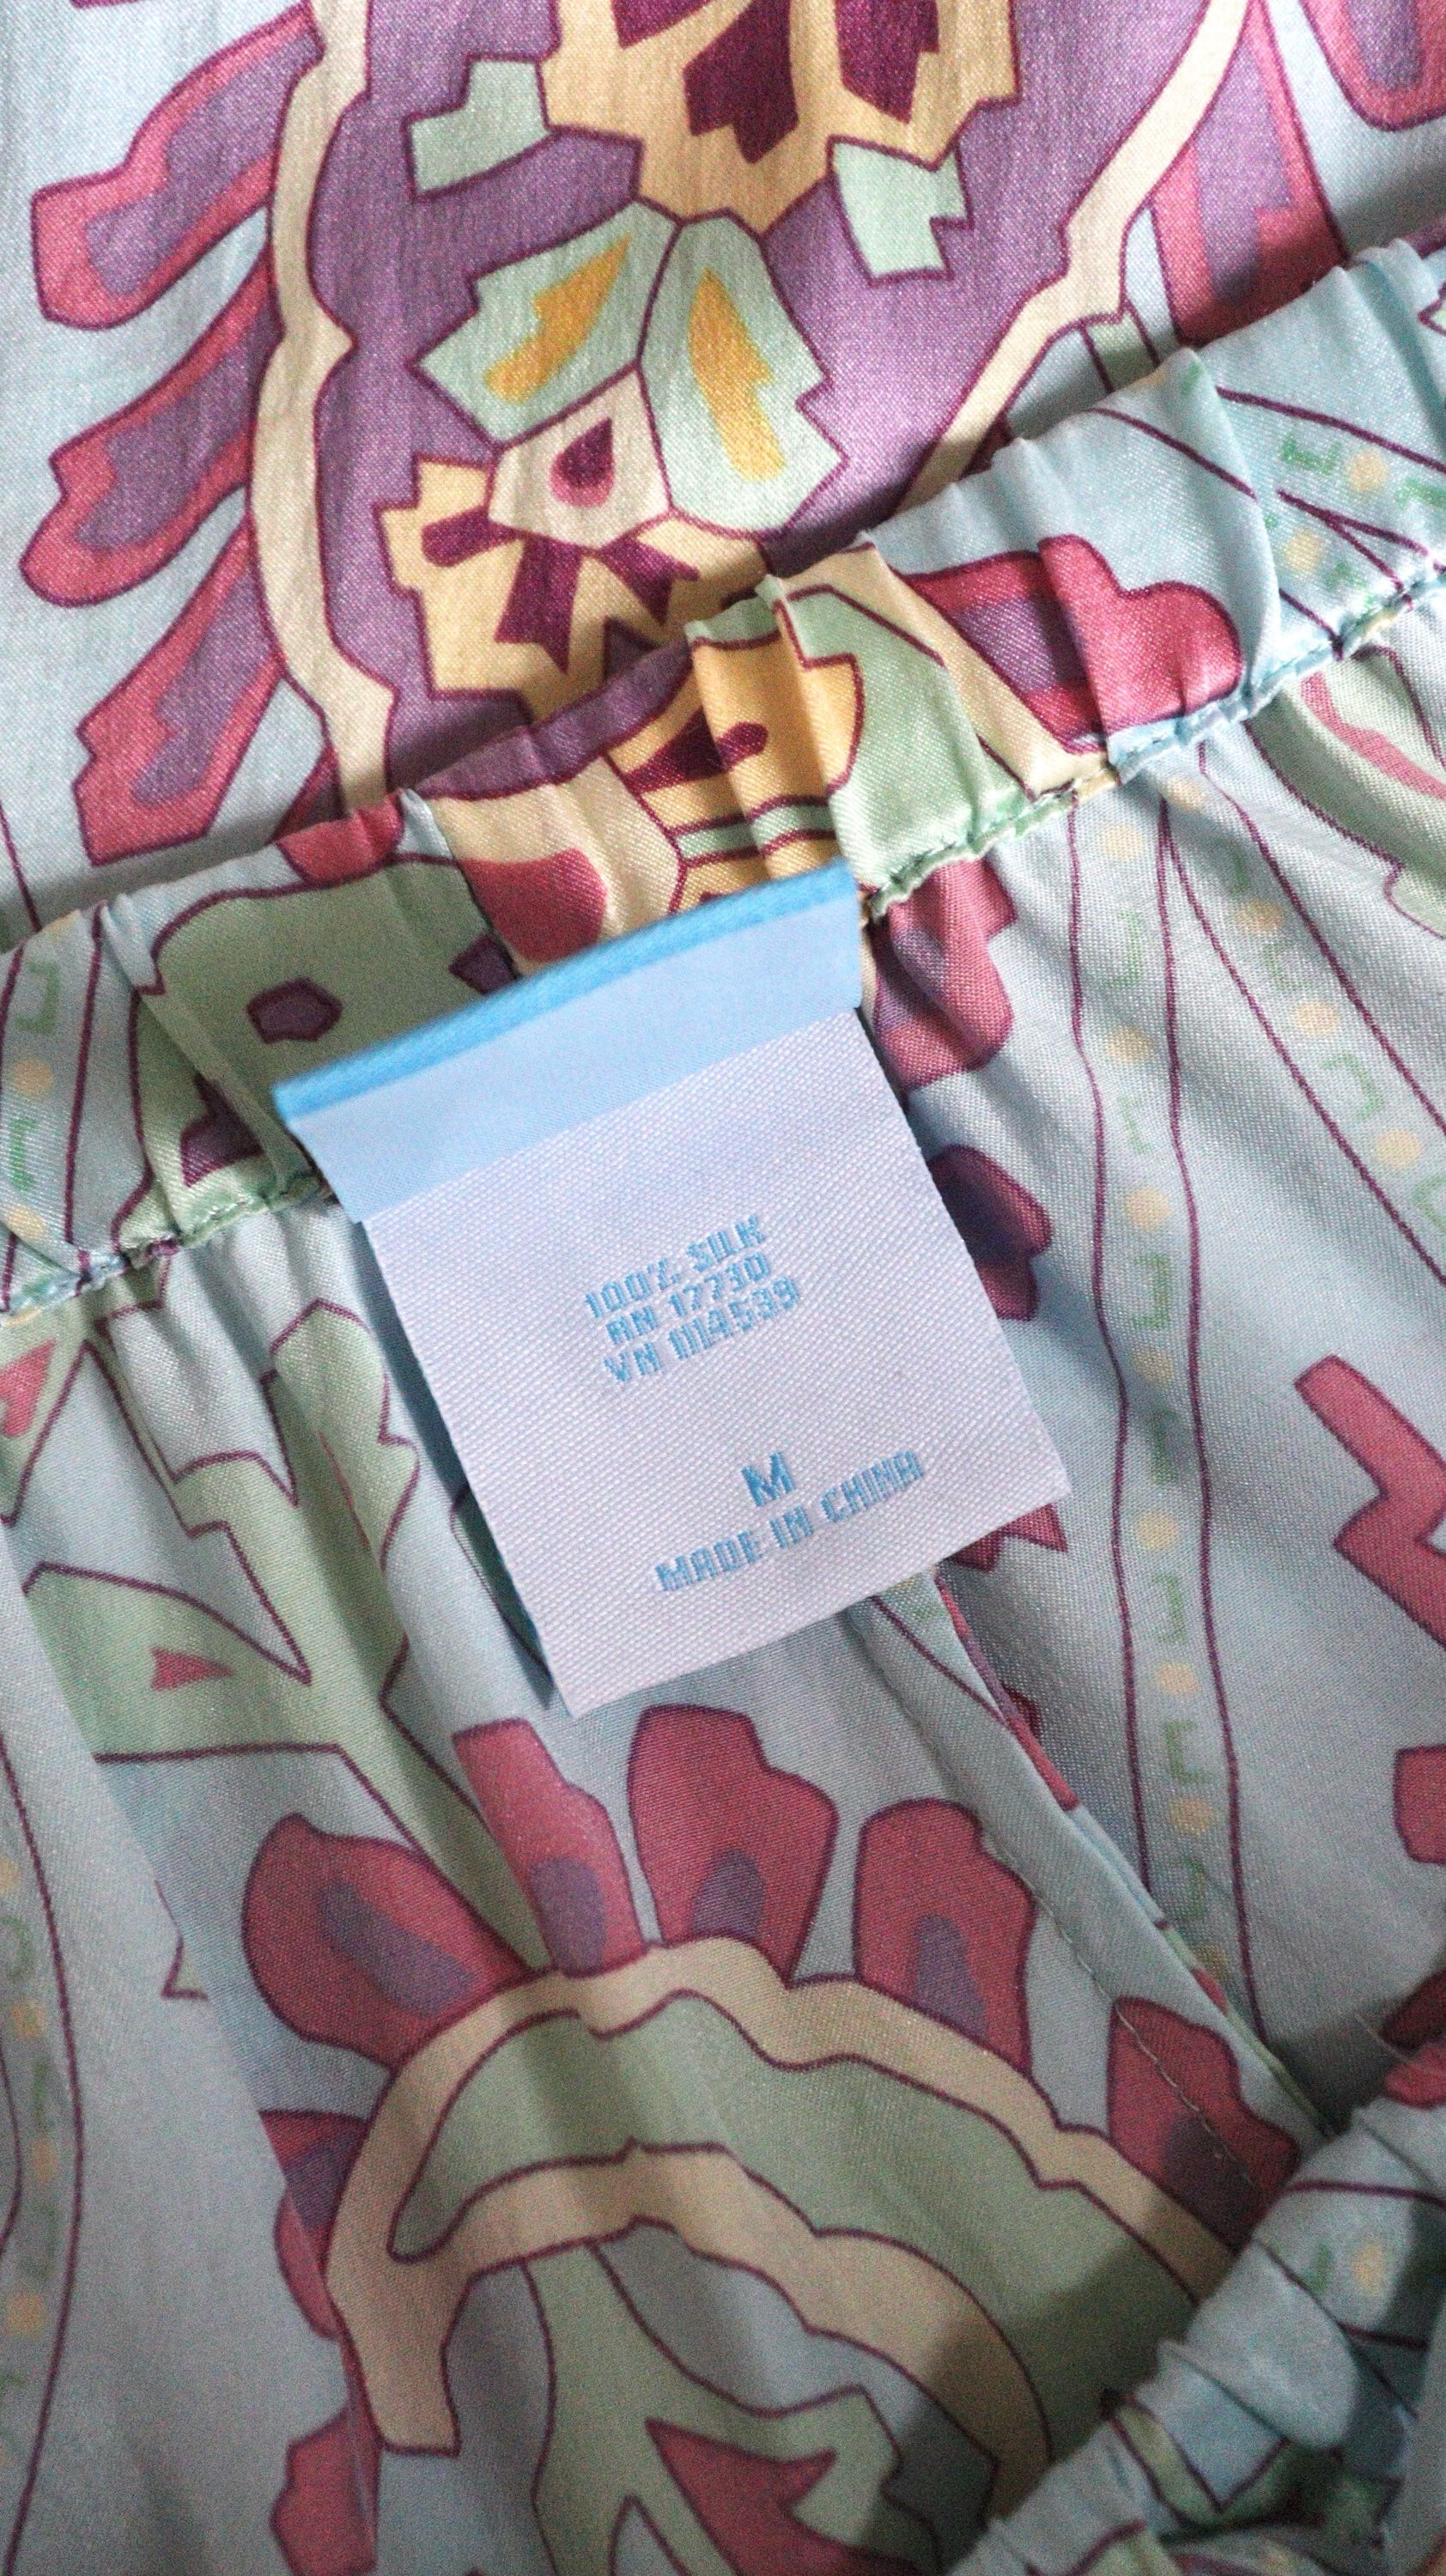 100% SILK
RN 17730
VN 1114539
M
MADE IN CHINA